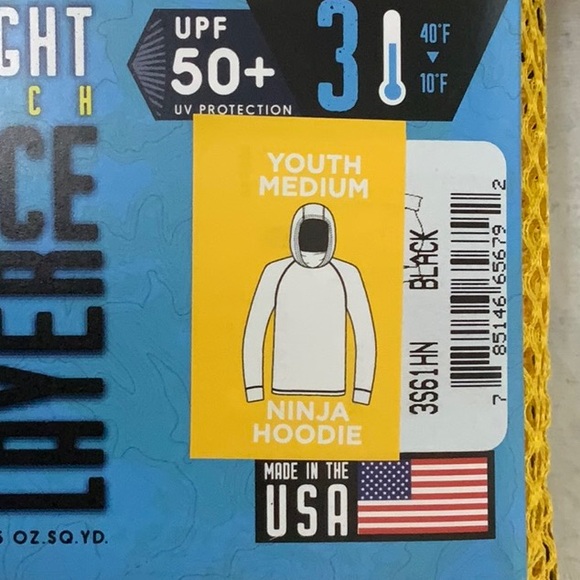 GHT
C H
CE
LAYER
UPF
50+
UV PROTECTION
3
40°F
10°F
YOUTH
MEDIUM
NINJA
HOODIE
3S61HN BLACK
7 85146 65679 2
MADE IN THE
USA
OZ.SQ.YD.